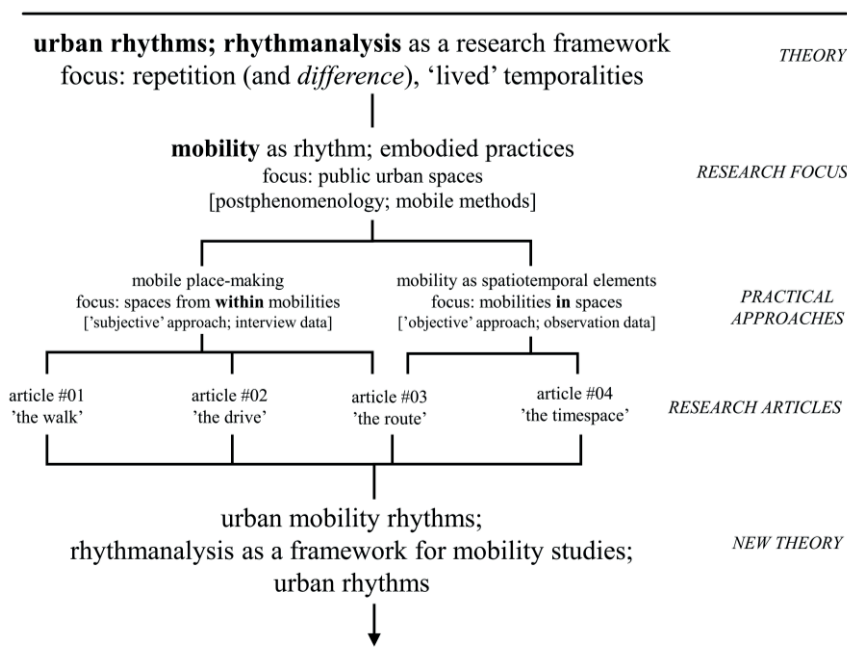 urban rhythms; rhythmanalysis as a research framework
focus: repetition (and difference), ‘lived’ temporalities
THEORY
mobility as rhythm; embodied practices
focus: public urban spaces
[postphenomenology; mobile methods]
RESEARCH FOCUS
mobile place-making
focus: spaces from within mobilities
['subjective' approach; interview data]
mobility as spatiotemporal elements
focus: mobilities in spaces
['objective' approach; observation data]
PRACTICAL
APPROACHES
article #01
’the walk’
article #02
’the drive’
article #03
’the route’
article #04
’the timespace’
RESEARCH ARTICLES
urban mobility rhythms;
rhythmanalysis as a framework for mobility studies;
urban rhythms
NEW THEORY